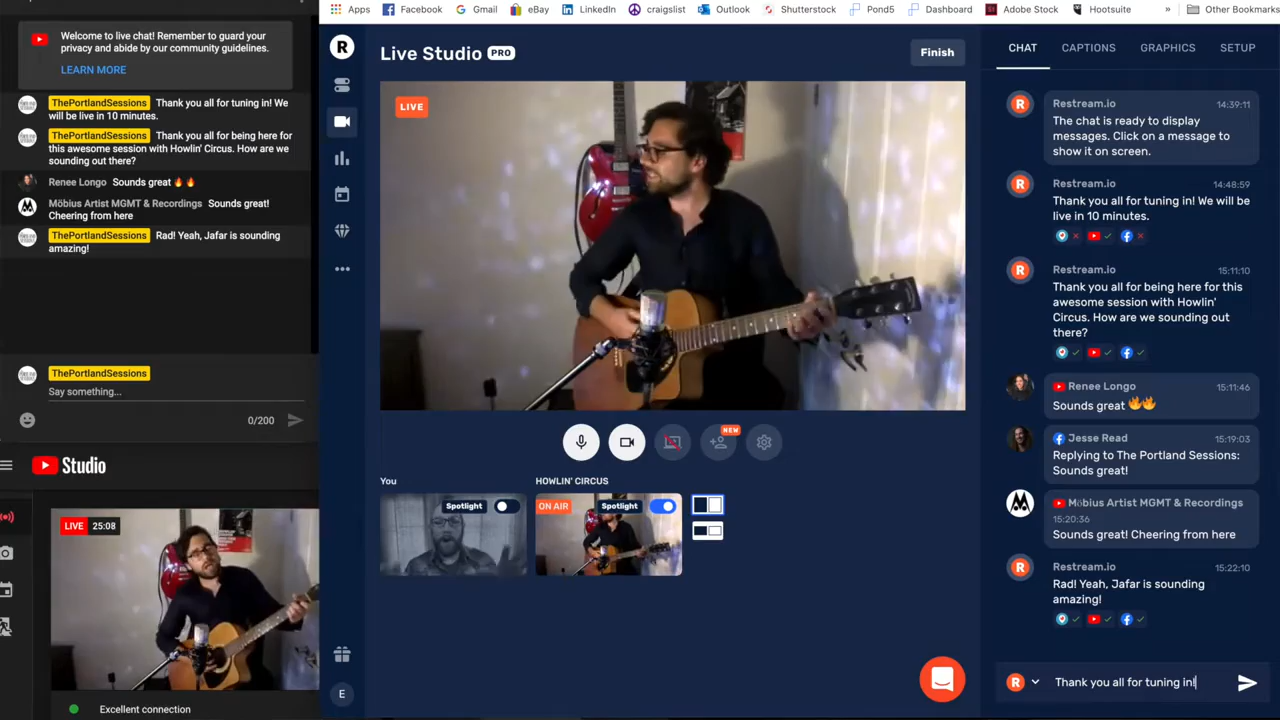 Apps
Facebook
Gmail
eBay
LinkedIn
craigslist
Outlook
Shutterstock
Pond5
Dashboard
St
Adobe Stock
Hootsuite
»
Other Bookmarks
Welcome to live chat! Remember to guard your
privacy and abide by our community guidelines.
LEARN MORE
ThePortlandSessions Thank you all for tuning in! We
will be live in 10 minutes.
ThePortlandSessions Thank you all for being here for
this awesome session with Howlin' Circus. How are we
sounding out there?
Renee Longo Sounds great 🔥🔥
Möbius Artist MGMT & Recordings Sounds great!
Cheering from here
ThePortlandSessions Rad! Yeah, Jafar is sounding
amazing!
ThePortlandSessions
Say something...
0/200
Studio
LIVE 25:08
Excellent connection
R
E
Live Studio PRO
Finish
LIVE
NEW
You
HOWLIN' CIRCUS
Spotlight
ON AIR
Spotlight
CHAT
CAPTIONS
GRAPHICS
SETUP
R
Restream.io 14:39:11
The chat is ready to display
messages. Click on a message to
show it on screen.
R
Restream.io 14:48:59
Thank you all for tuning in! We will be
live in 10 minutes.
R
Restream.io 15:11:10
Thank you all for being here for this
awesome session with Howlin'
Circus. How are we sounding out
there?
Renee Longo 15:11:46
Sounds great 🔥🔥
Jesse Read 15:19:03
Replying to The Portland Sessions:
Sounds great!
Möbius Artist MGMT & Recordings
15:20:36
Sounds great! Cheering from here
R
Restream.io 15:22:10
Rad! Yeah, Jafar is sounding
amazing!
R
Thank you all for tuning in!